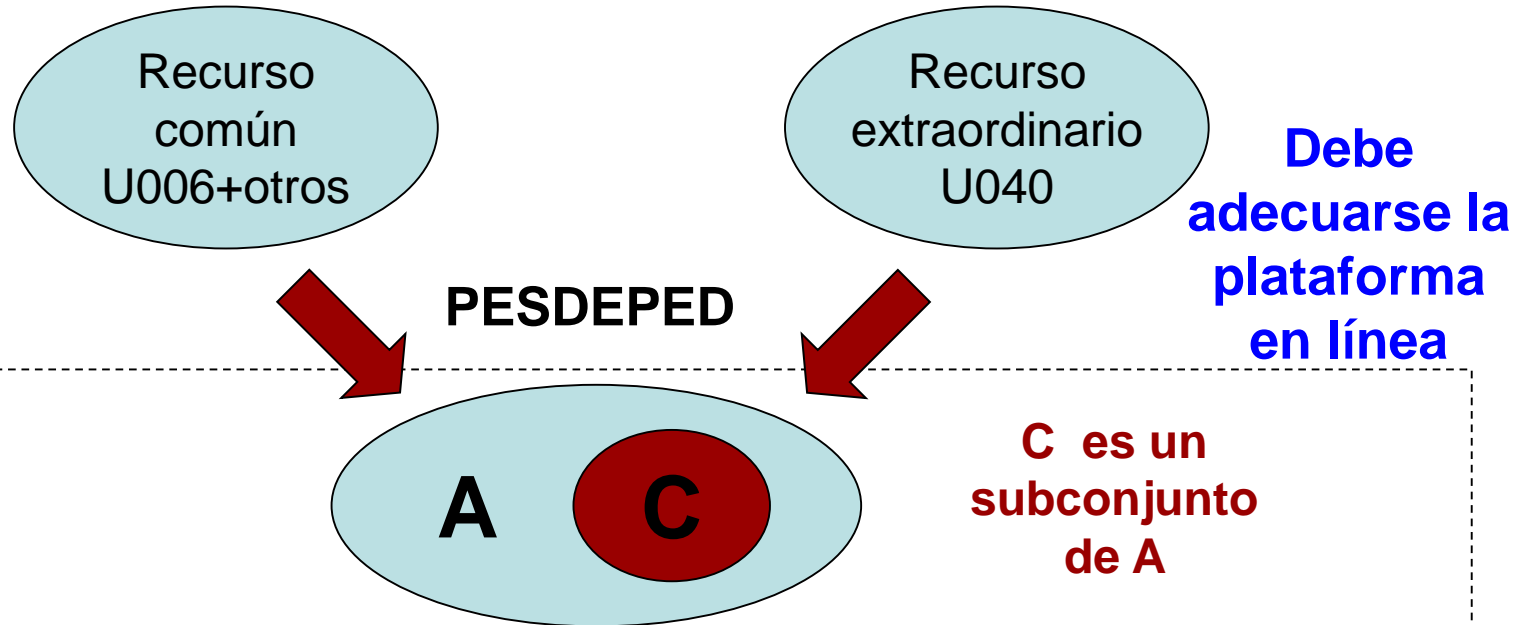 Recurso
común
U006+otros
Recurso
extraordinario
U040
Debe
adecuarse la
plataforma
en línea
PESDEPED
A
C
C es un
subconjunto
de A